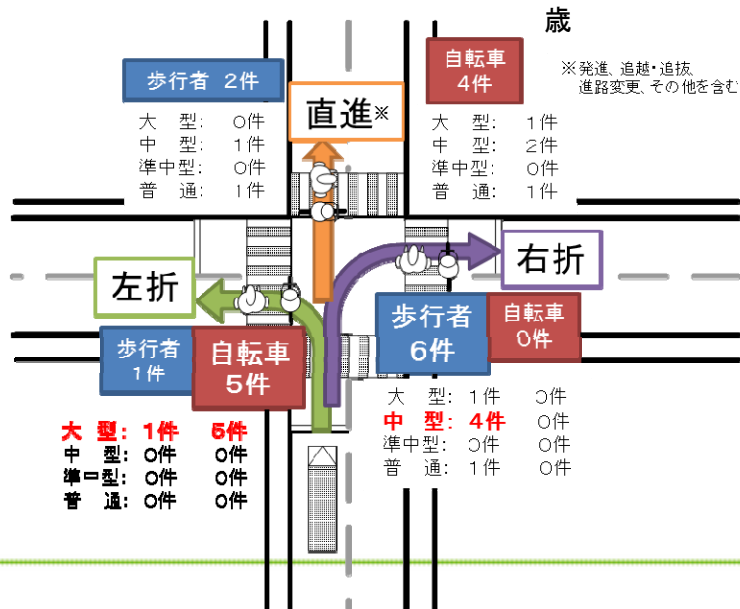 歳
※発進、追越・追抜、
進路変更、その他を含む
歩行者 2件
大 型: 0件
中 型: 1件
準中型: 0件
普 通: 1件
直進※
自転車
4件
大 型: 1件
中 型: 2件
準中型: 0件
普 通: 1件
左折
歩行者
1件
自転車
5件
大 型: 1件 5件
中 型: 0件 0件
準中型: 0件 0件
普 通: 0件 0件
右折
歩行者
6件
自転車
0件
大 型: 1件 0件
中 型: 4件 0件
準中型: 0件 0件
普 通: 1件 0件